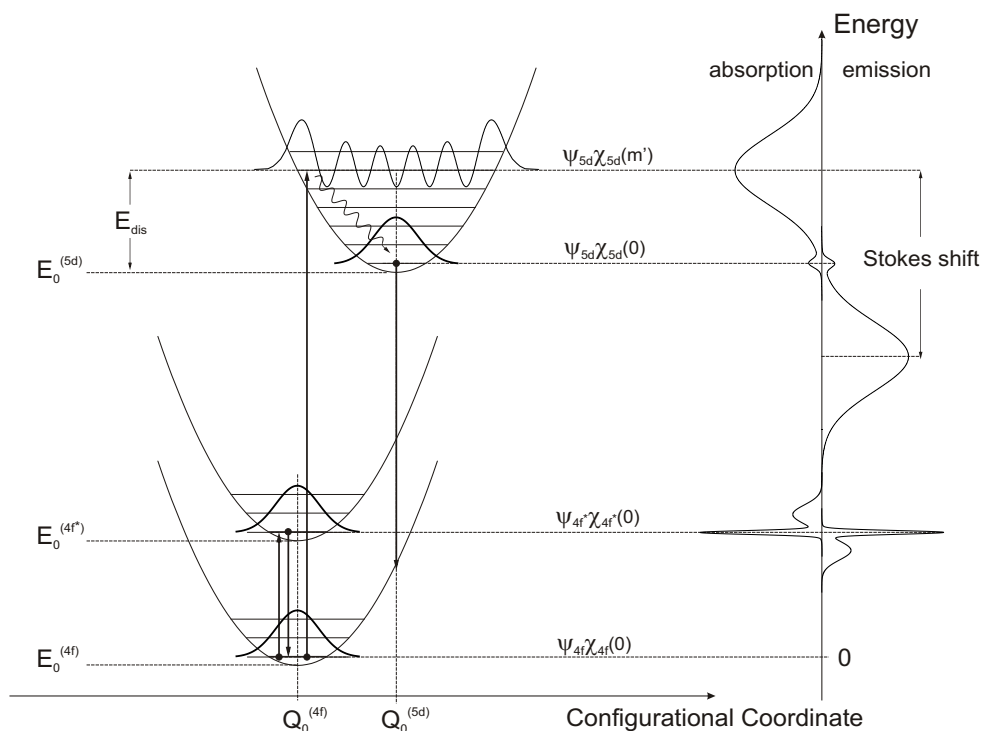 Energy
absorption emission
ψ5dχ5d(m')
Edis
ψ5dχ5d(0)
Stokes shift
E0(5d)
ψ4f*χ4f*(0)
E0(4f*)
ψ4fχ4f(0)
E0(4f)
0
Q0(4f) Q0(5d) Configurational Coordinate